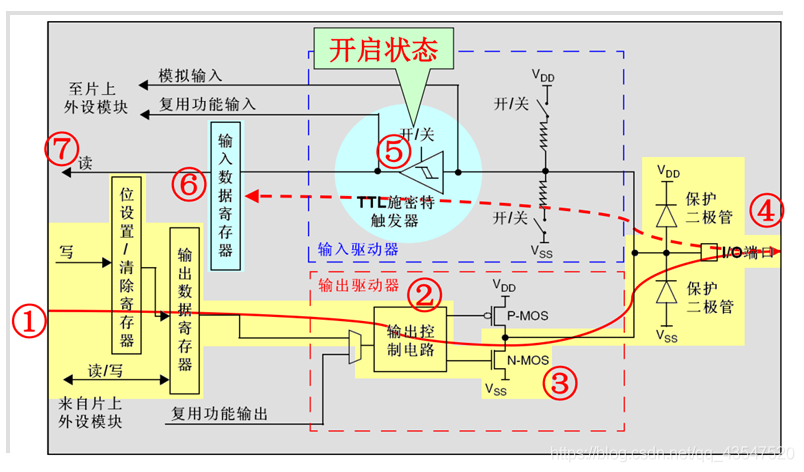 开启状态
模拟输入
至片上
外设模块
复用功能输入
开/关
VDD
开/关
⑦
读
⑥
输入数据寄存器
⑤
TTL施密特
触发器
开/关
VSS
输入驱动器
VDD
保护
二极管
④
I/O端口
位设置/清除寄存器
写
输出数据寄存器
①
输出驱动器
②
VDD
P-MOS
输出控
制电路
N-MOS
VSS
③
保护
二极管
VSS
读/写
来自片上
外设模块
复用功能输出
https://blog.csdn.net/qq_43547520